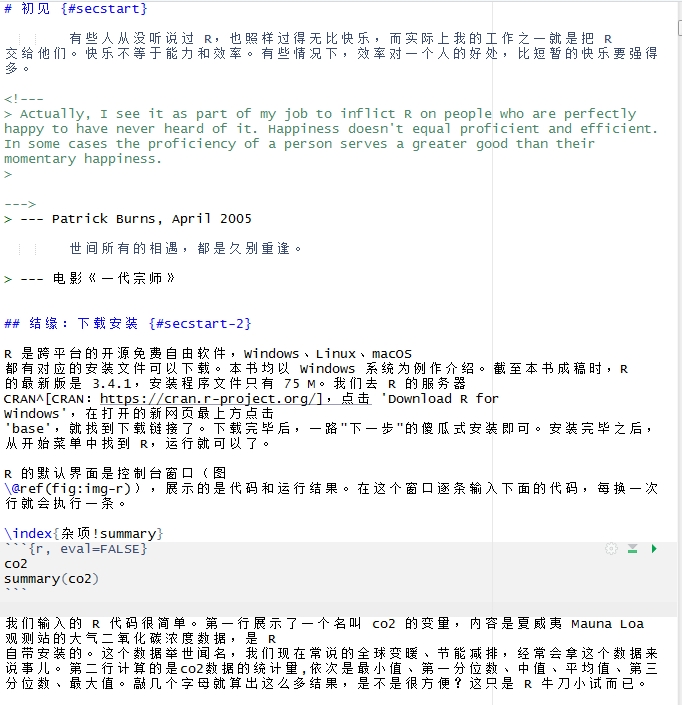 # 初见 {#secstart}
有些人从没听说过 R，也照样过得无比快乐，而实际上我的工作之一就是把 R
交给他们。快乐不等于能力和效率。有些情况下，效率对一个人的好处，比短暂的快乐要强得
多。
<!---
> Actually, I see it as part of my job to inflict R on people who are perfectly
happy to have never heard of it. Happiness doesn't equal proficient and efficient.
In some cases the proficiency of a person serves a greater good than their
momentary happiness.
>
--->
> --- Patrick Burns, April 2005
世间所有的相遇，都是久别重逢。
> --- 电影《一代宗师》
## 结缘：下载安装 {#secstart-2}
R 是跨平台的开源免费自由软件，Windows、Linux、macOS
都有对应的安装文件可以下载。本书均以 Windows 系统为例作介绍。截至本书成稿时，R
的最新版是 3.4.1，安装程序文件只有 75 M。我们去 R 的服务器
CRAN^[CRAN：https://cran.r-project.org/]，点击 'Download R for
Windows'，在打开的新网页最上方点击
'base'，就找到下载链接了。下载完毕后，一路"下一步"的傻瓜式安装即可。安装完毕之后，
从开始菜单中找到 R，运行就可以了。
R 的默认界面是控制台窗口（图
\@ref(fig:img-r)），展示的是代码和运行结果。在这个窗口逐条输入下面的代码，每换一次
行就会执行一条。
\index{杂项!summary}
```{r, eval=FALSE}
co2
summary(co2)
```
我们输入的 R 代码很简单。第一行展示了一个名叫 co2 的变量，内容是夏威夷 Mauna Loa
观测站的大气二氧化碳浓度数据，是 R
自带安装的。这个数据举世闻名，我们现在常说的全球变暖、节能减排，经常会拿这个数据来
说事儿。第二行计算的是co2数据的统计量,依次是最小值、第一分位数、中值、平均值、第三
分位数、最大值。敲几个字母就算出这么多结果，是不是很方便？这只是 R 牛刀小试而已。